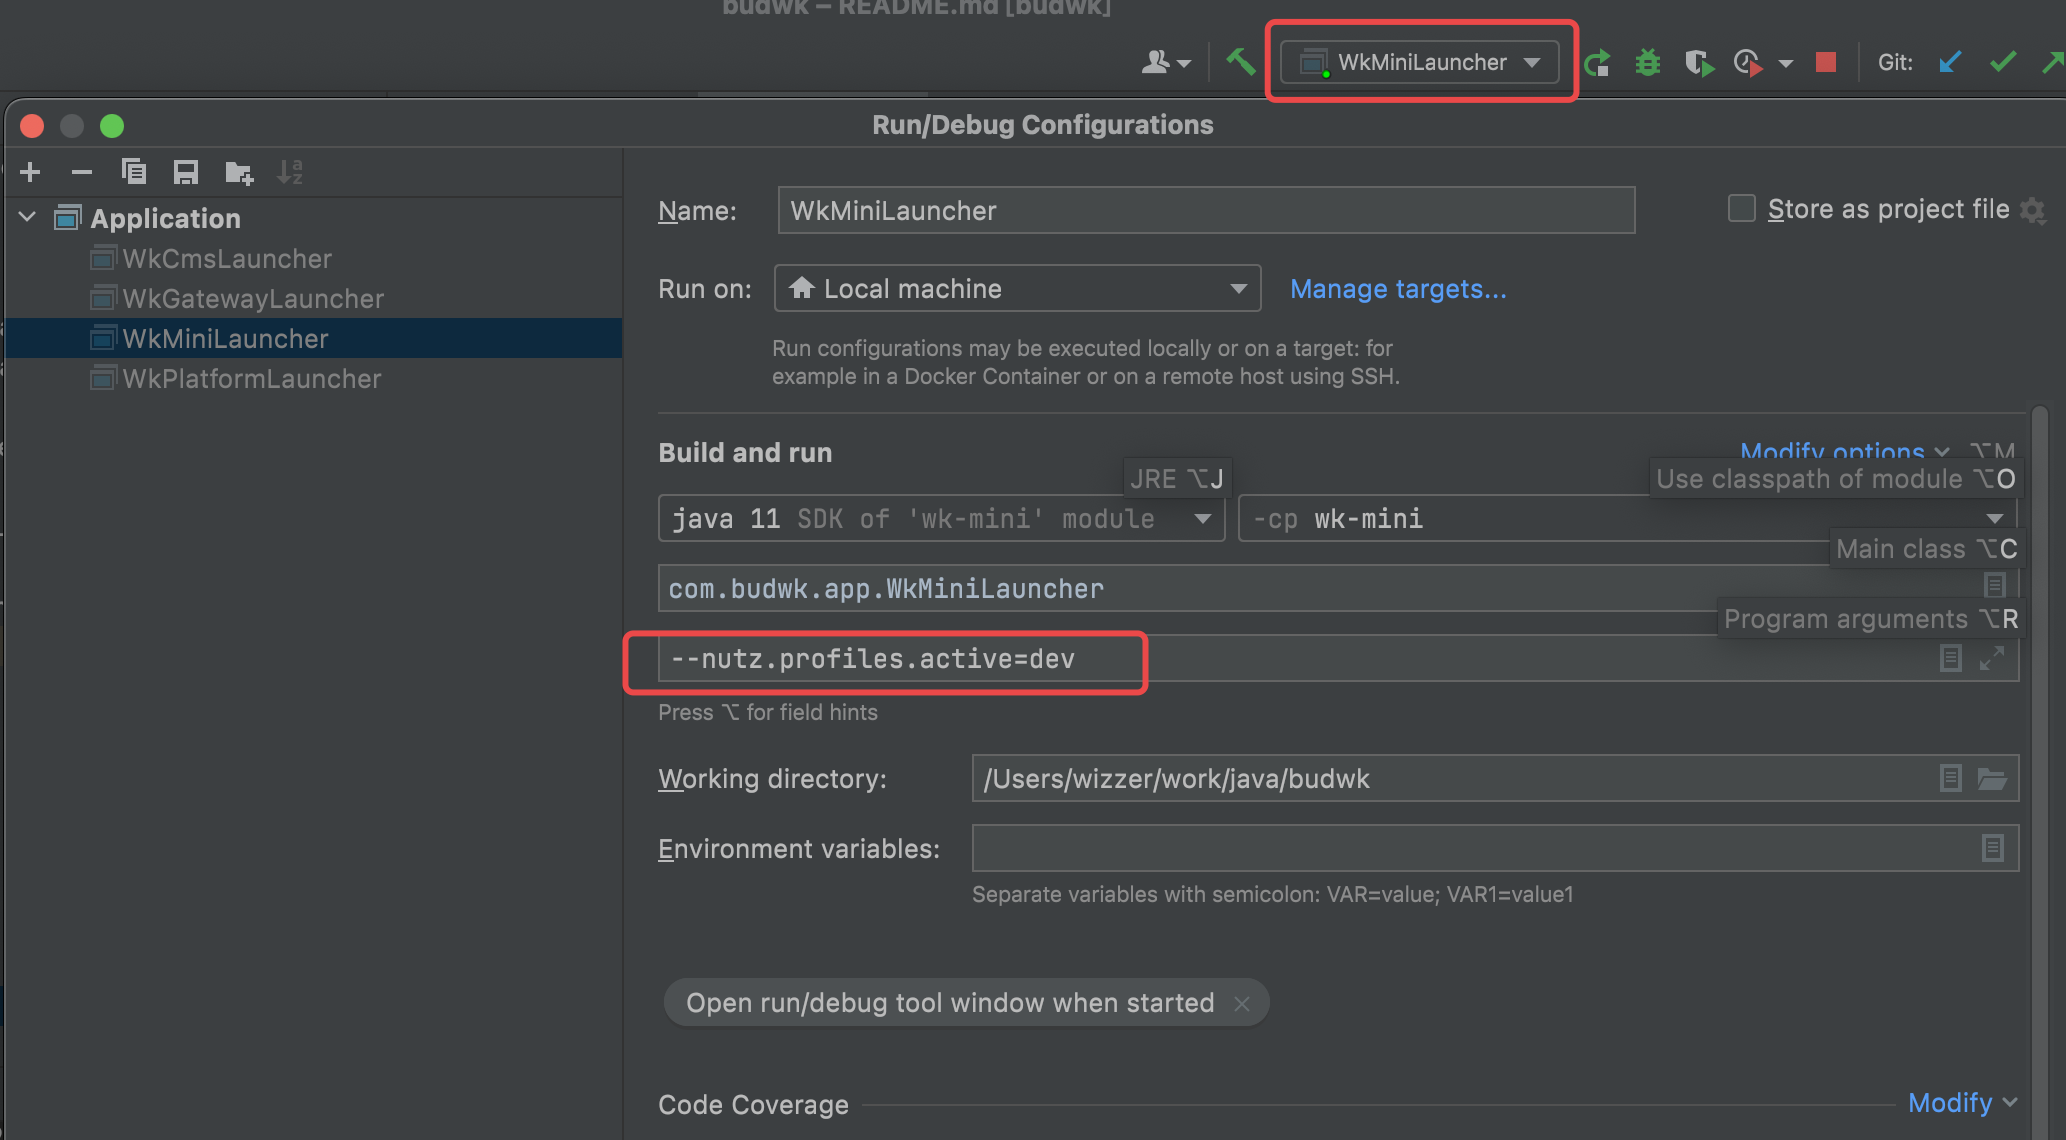 budwk – README.md [budwk]
WkMiniLauncher
Git:
Run/Debug Configurations
Application
WkCmsLauncher
WkGatewayLauncher
WkMiniLauncher
WkPlatformLauncher
Name:
WkMiniLauncher
Store as project file
Run on:
Local machine
Manage targets...
Run configurations may be executed locally or on a target: for
example in a Docker Container or on a remote host using SSH.
Build and run
Modify options ⌥M
JRE ⌥J
Use classpath of module ⌥O
java 11 SDK of 'wk-mini' module
-cp wk-mini
Main class ⌥C
com.budwk.app.WkMiniLauncher
Program arguments ⌥R
--nutz.profiles.active=dev
Press ⌥ for field hints
Working directory:
/Users/wizzer/work/java/budwk
Environment variables:
Separate variables with semicolon: VAR=value; VAR1=value1
Open run/debug tool window when started
Code Coverage
Modify